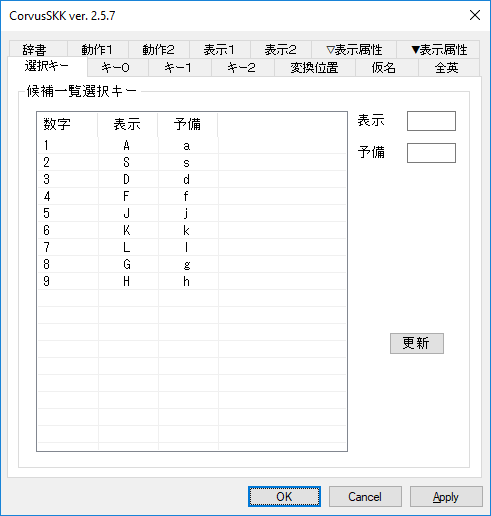 CorvusSKK ver. 2.5.7
辞書 動作1 動作2 表示1 表示2 ▽表示属性 ▼表示属性
選択キー キー0 キー1 キー2 変換位置 仮名 全英
候補一覧選択キー
数字 表示 予備
1 A a
2 S s
3 D d
4 F f
5 J j
6 K k
7 L l
8 G g
9 H h
表示
予備
更新
OK Cancel Apply